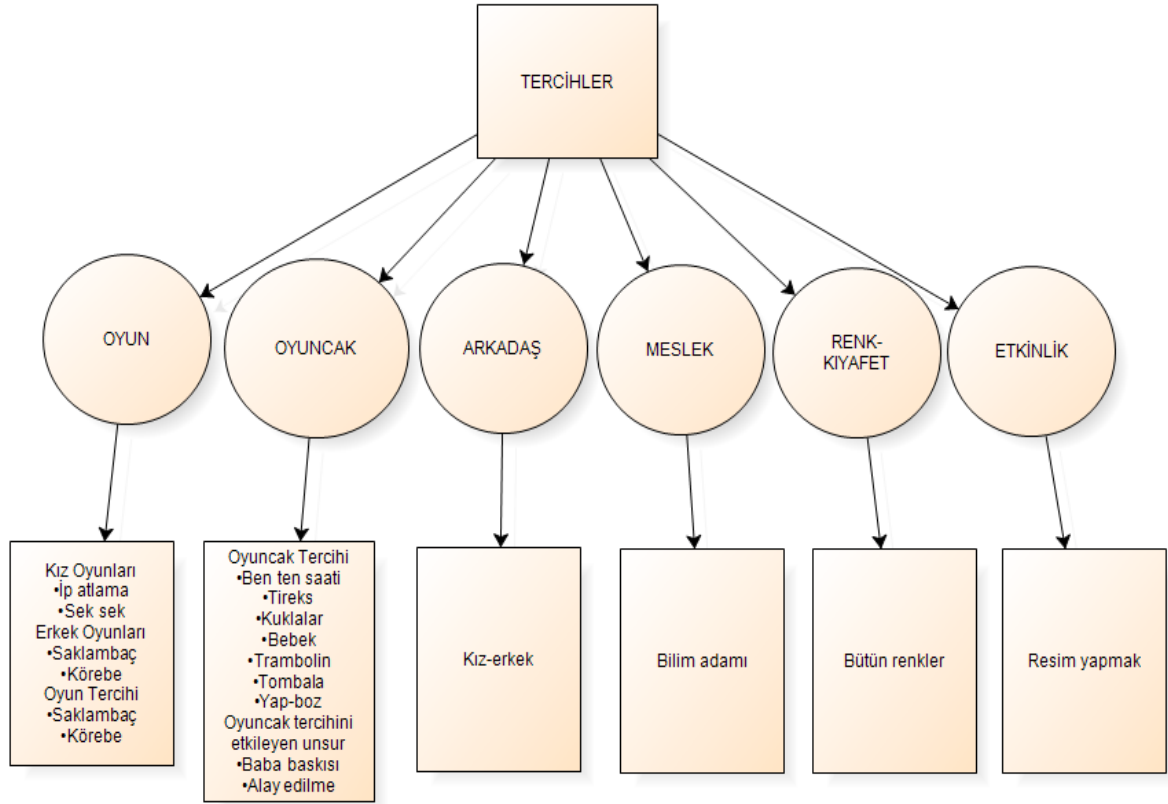 TERCİHLER
OYUN
OYUNCAK
ARKADAŞ
MESLEK
RENK-
KIYAFET
ETKİNLİK
Kız Oyunları
•İp atlama
•Sek sek
Erkek Oyunları
•Saklambaç
•Körebe
Oyun Tercihi
•Saklambaç
•Körebe
Oyuncak Tercihi
•Ben ten saati
•Tireks
•Kuklalar
•Bebek
•Trambolin
•Tombala
•Yap-boz
Oyuncak tercihini
etkileyen unsur
•Baba baskısı
•Alay edilme
Kız-erkek
Bilim adamı
Bütün renkler
Resim yapmak